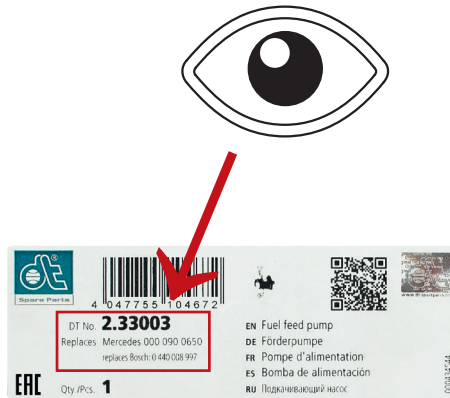 dt®
Spare Parts
4 047755 104672
DT No. 2.33003
Replaces Mercedes 000 090 0650
replaces Bosch: 0 440 008 997
EAC Qty./Pcs. 1
EN Fuel feed pump
DE Förderpumpe
FR Pompe d'alimentation
ES Bomba de alimentación
RU Подкачивающий насос
000434544